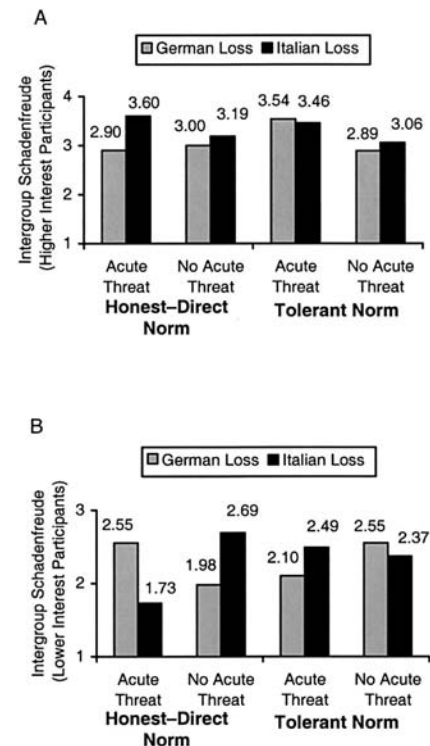 A
German Loss Italian Loss
Intergroup Schadenfreude
(Higher Interest Participants)
4
3
2
1
2.90 3.60 3.00 3.19 3.54 3.46 2.89 3.06
Acute No Acute Acute No Acute
Threat Threat Threat Threat
Honest–Direct Tolerant Norm
Norm
B
German Loss Italian Loss
Intergroup Schadenfreude
(Lower Interest Participants)
3
2
1
2.55 1.73 1.98 2.69 2.10 2.49 2.55 2.37
Acute No Acute Acute No Acute
Threat Threat Threat Threat
Honest–Direct Tolerant Norm
Norm